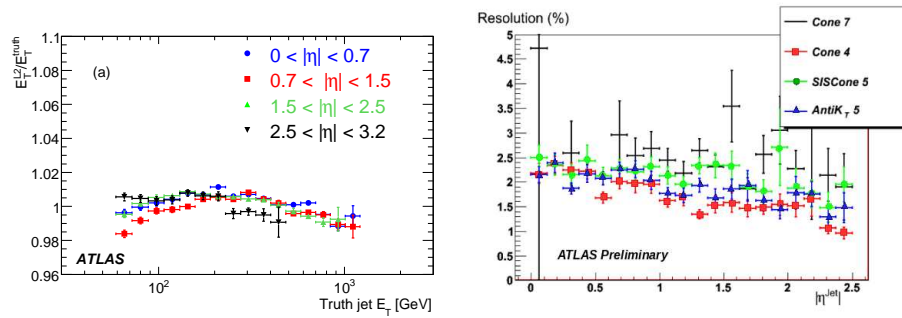 E_T^L2/E_T^truth
1.1
1.08
1.06
1.04
1.02
1
0.98
0.96
(a)
0 < |η| < 0.7
0.7 < |η| < 1.5
1.5 < |η| < 2.5
2.5 < |η| < 3.2
ATLAS
10²
10³
Truth jet E_T [GeV]
Resolution (%)
5
4.5
4
3.5
3
2.5
2
1.5
1
0.5
0
Cone 7
Cone 4
SISCone 5
AntiK_T 5
ATLAS Preliminary
0
0.5
1
1.5
2
2.5
|η^Jet|